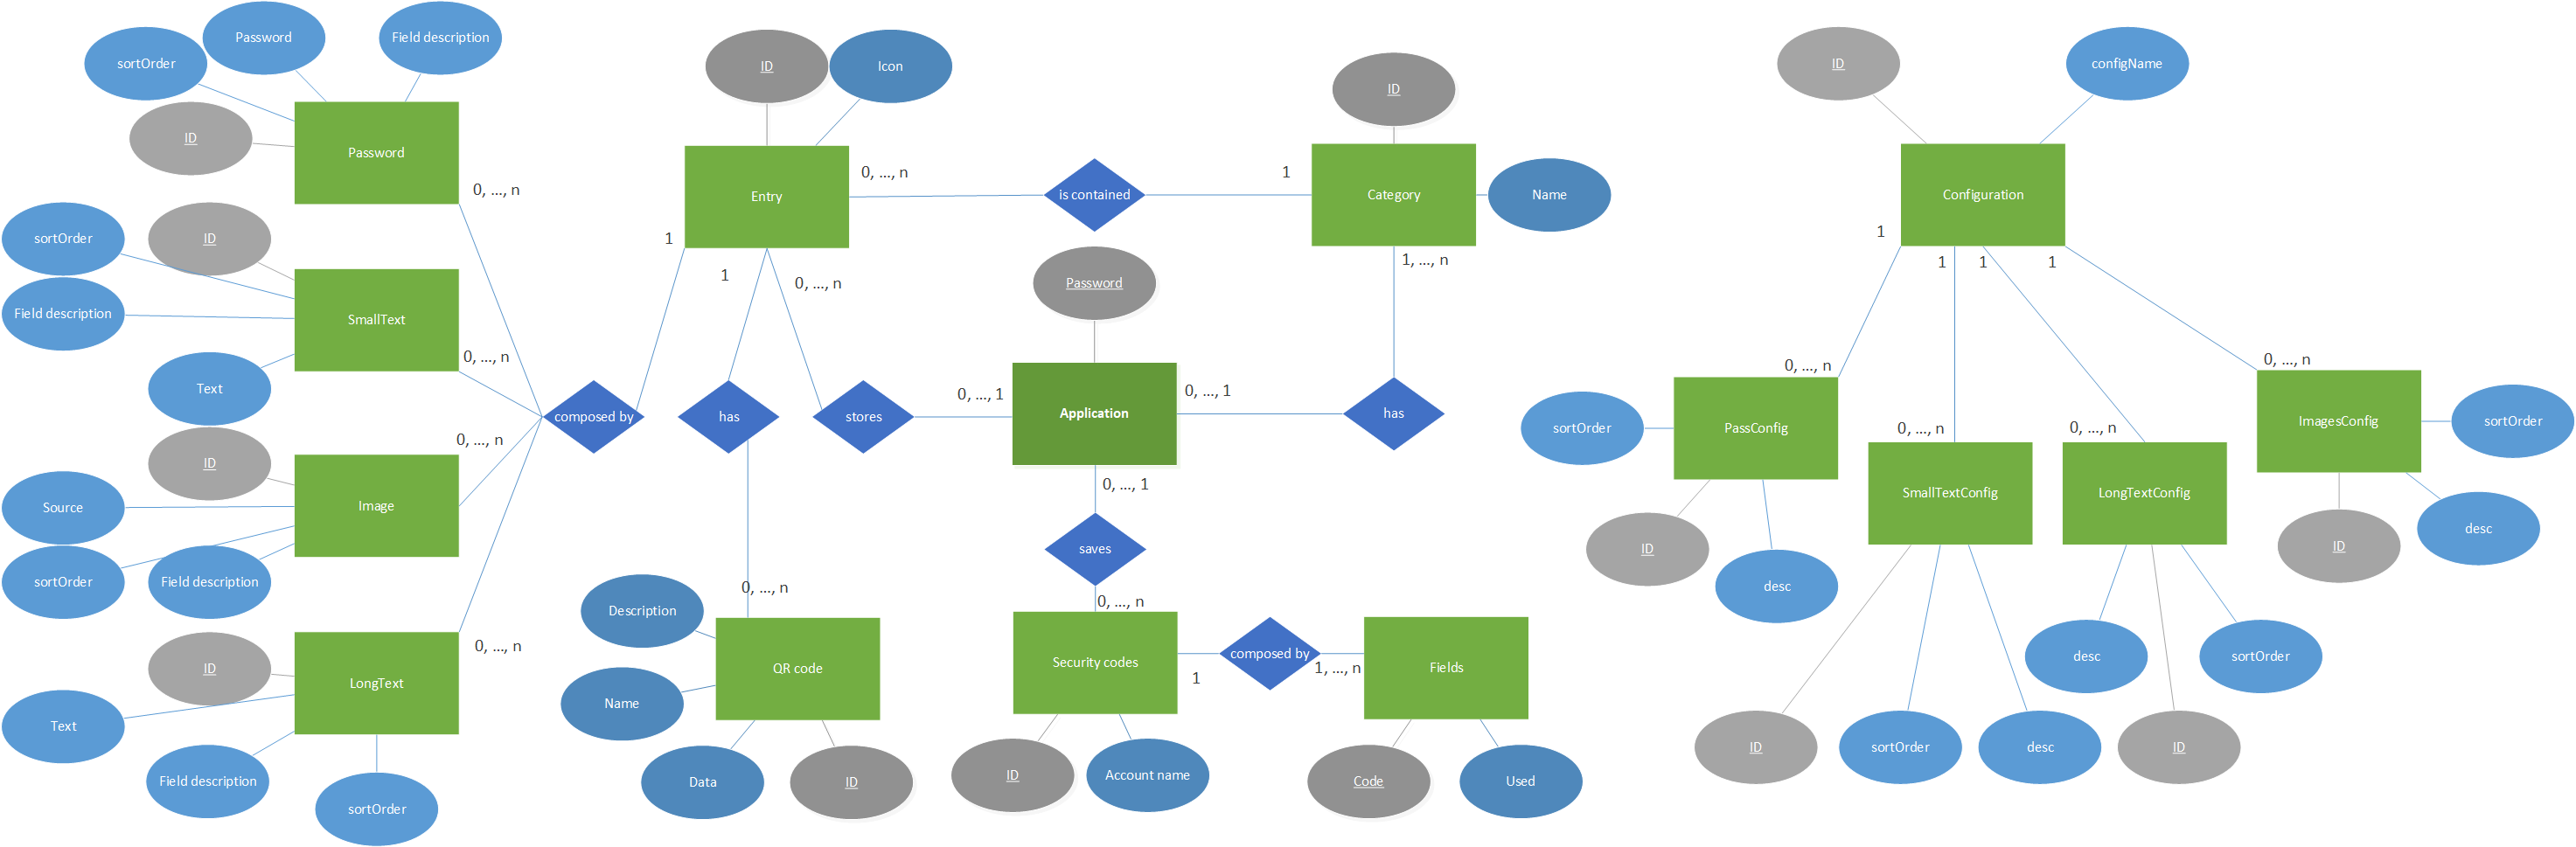 Password
Field description
sortOrder
ID
Password
0, ..., n
ID
sortOrder
Field description
SmallText
Text
0, ..., n
ID
Source
Image
sortOrder
Field description
0, ..., n
ID
LongText
Text
Field description
sortOrder
0, ..., n
composed by
1
ID
Icon
Entry
0, ..., n
is contained
1
1
0, ..., n
has
stores
0, ..., 1
0, ..., n
Description
Name
QR code
Data
ID
ID
Category
Name
1, ..., n
Password
Application
0, ..., 1
has
0, ..., 1
saves
0, ..., n
Security codes
1
composed by
1, ..., n
Fields
ID
Account name
Code
Used
ID
configName
Configuration
1
1
1
1
0, ..., n
0, ..., n
0, ..., n
0, ..., n
sortOrder
PassConfig
ID
desc
SmallTextConfig
ID
sortOrder
desc
LongTextConfig
desc
sortOrder
ID
ImagesConfig
sortOrder
desc
ID